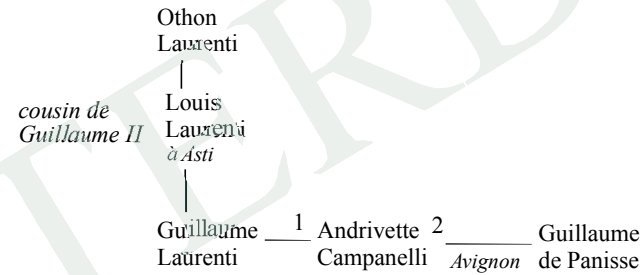 Othon
Laurenti
cousin de
Guillaume II
Louis
Laurenti
à Asti
Guillaume
Laurenti
1
Andrivette
Campanelli
2
Avignon
Guillaume
de Panisse